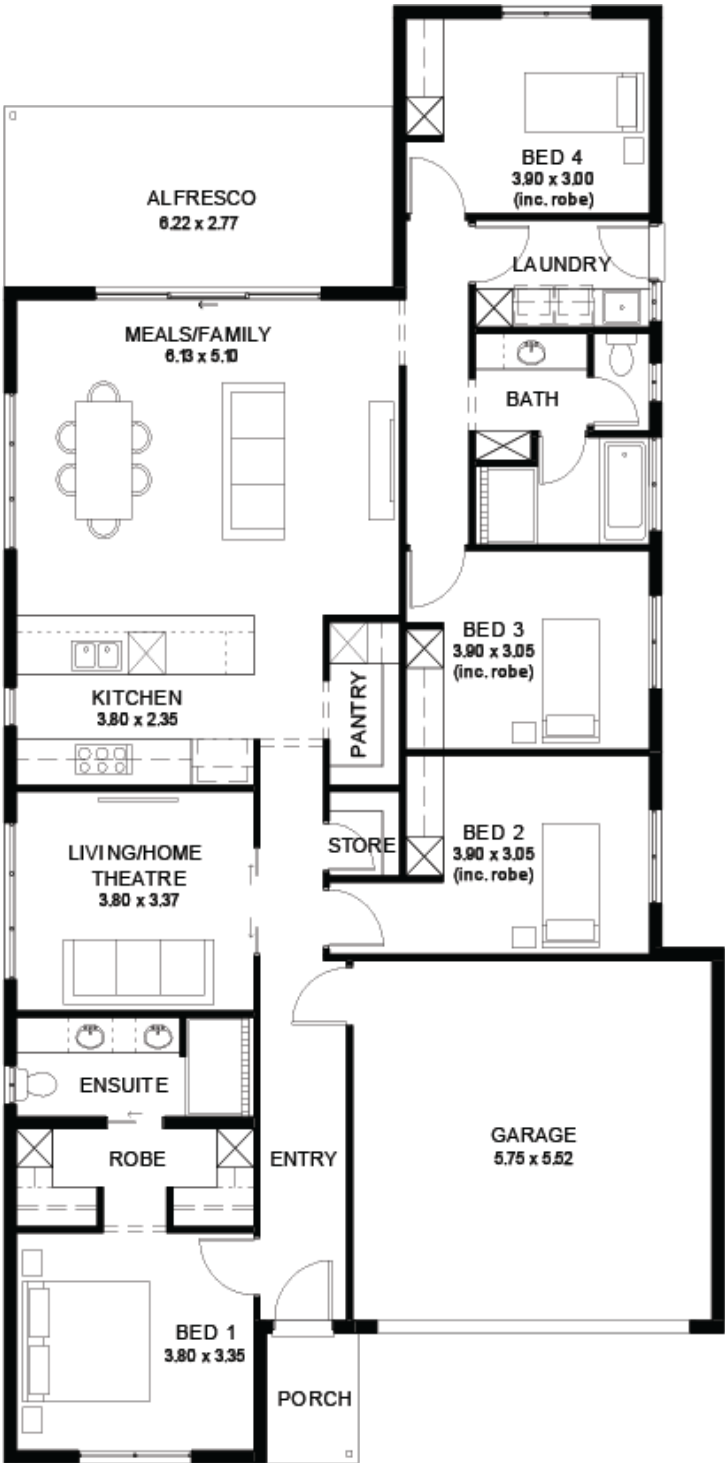 BED 4
3.90 x 3.00
(inc. robe)
ALFRESCO
6.22 x 2.77
LAUNDRY
MEALS/FAMILY
6.13 x 5.10
BATH
BED 3
3.90 x 3.05
(inc. robe)
KITCHEN
3.80 x 2.35
PANTRY
LIVING/HOME
THEATRE
3.80 x 3.37
STORE
BED 2
3.90 x 3.05
(inc. robe)
ENSUITE
ROBE
ENTRY
GARAGE
5.75 x 5.52
BED 1
3.80 x 3.35
PORCH